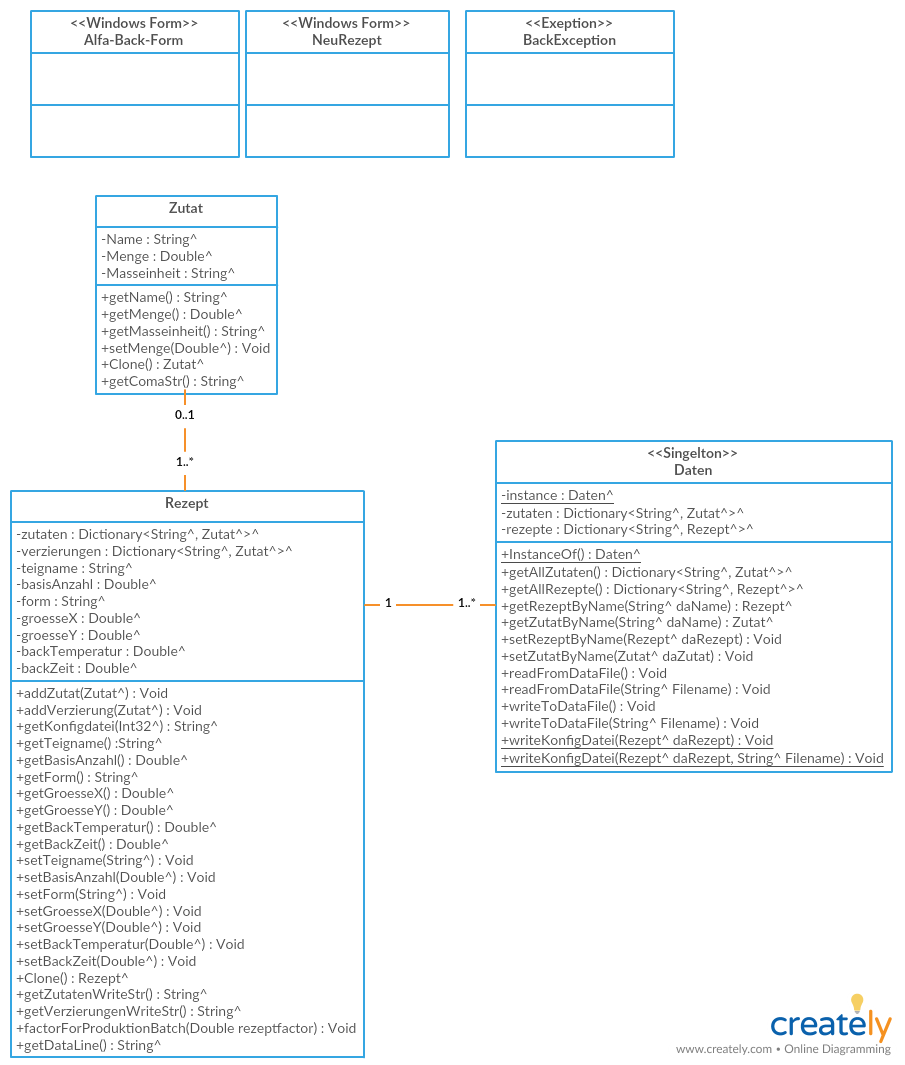 <<Windows Form>>
Alfa-Back-Form
<<Windows Form>>
NeuRezept
<<Exeption>>
BackException
Zutat
-Name : String^
-Menge : Double^
-Masseinheit : String^
+getName() : String^
+getMenge() : Double^
+getMasseinheit() : String^
+setMenge(Double^) : Void
+Clone() : Zutat^
+getComaStr() : String^
0..1
1..*
Rezept
-zutaten : Dictionary<String^, Zutat^>^
-verzierungen : Dictionary<String^, Zutat^>^
-teigname : String^
-basisAnzahl : Double^
-form : String^
-groesseX : Double^
-groesseY : Double^
-backTemperatur : Double^
-backZeit : Double^
+addZutat(Zutat^) : Void
+addVerzierung(Zutat^) : Void
+getKonfigdatei(Int32^) : String^
+getTeigname() :String^
+getBasisAnzahl() : Double^
+getForm() : String^
+getGroesseX() : Double^
+getGroesseY() : Double^
+getBackTemperatur() : Double^
+getBackZeit() : Double^
+setTeigname(String^) : Void
+setBasisAnzahl(Double^) : Void
+setForm(String^) : Void
+setGroesseX(Double^) : Void
+setGroesseY(Double^) : Void
+setBackTemperatur(Double^) : Void
+setBackZeit(Double^) : Void
+Clone() : Rezept^
+getZutatenWriteStr() : String^
+getVerzierungenWriteStr() : String^
+factorForProduktionBatch(Double rezeptfactor) : Void
+getDataLine() : String^
1
1..*
<<Singelton>>
Daten
-instance : Daten^
-zutaten : Dictionary<String^, Zutat^>^
-rezepte : Dictionary<String^, Rezept^>^
+InstanceOf() : Daten^
+getAllZutaten() : Dictionary<String^, Zutat^>^
+getAllRezepte() : Dictionary<String^, Rezept^>^
+getRezeptByName(String^ daName) : Rezept^
+getZutatByName(String^ daName) : Zutat^
+setRezeptByName(Rezept^ daRezept) : Void
+setZutatByName(Zutat^ daZutat) : Void
+readFromDataFile() : Void
+readFromDataFile(String^ Filename) : Void
+writeToDataFile() : Void
+writeToDataFile(String^ Filename) : Void
+writeKonfigDatei(Rezept^ daRezept) : Void
+writeKonfigDatei(Rezept^ daRezept, String^ Filename) : Void
creately
www.creately.com • Online Diagramming